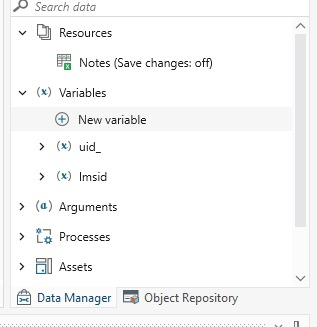 Search data
Resources
Notes (Save changes: off)
(x) Variables
New variable
(x) uid_
(x) lmsid
(a) Arguments
Processes
Assets
Data Manager Object Repository